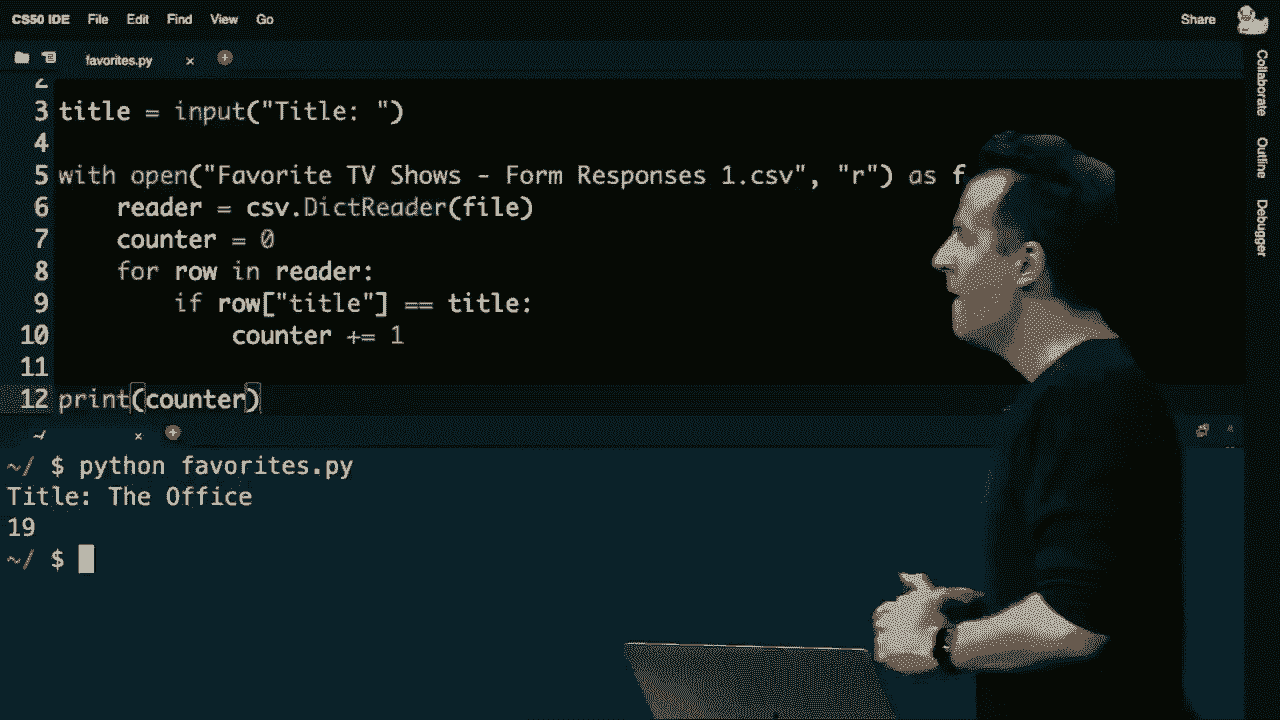 CS50 IDE File Edit Find View Go Share
favorites.py × +
2
3 title = input("Title: ")
4
5 with open("Favorite TV Shows - Form Responses 1.csv", "r") as f
6 reader = csv.DictReader(file)
7 counter = 0
8 for row in reader:
9 if row["title"] == title:
10 counter += 1
11
12 print(counter)
~/ $ python favorites.py
Title: The Office
19
~/ $
Collaborate
Outline
Debugger